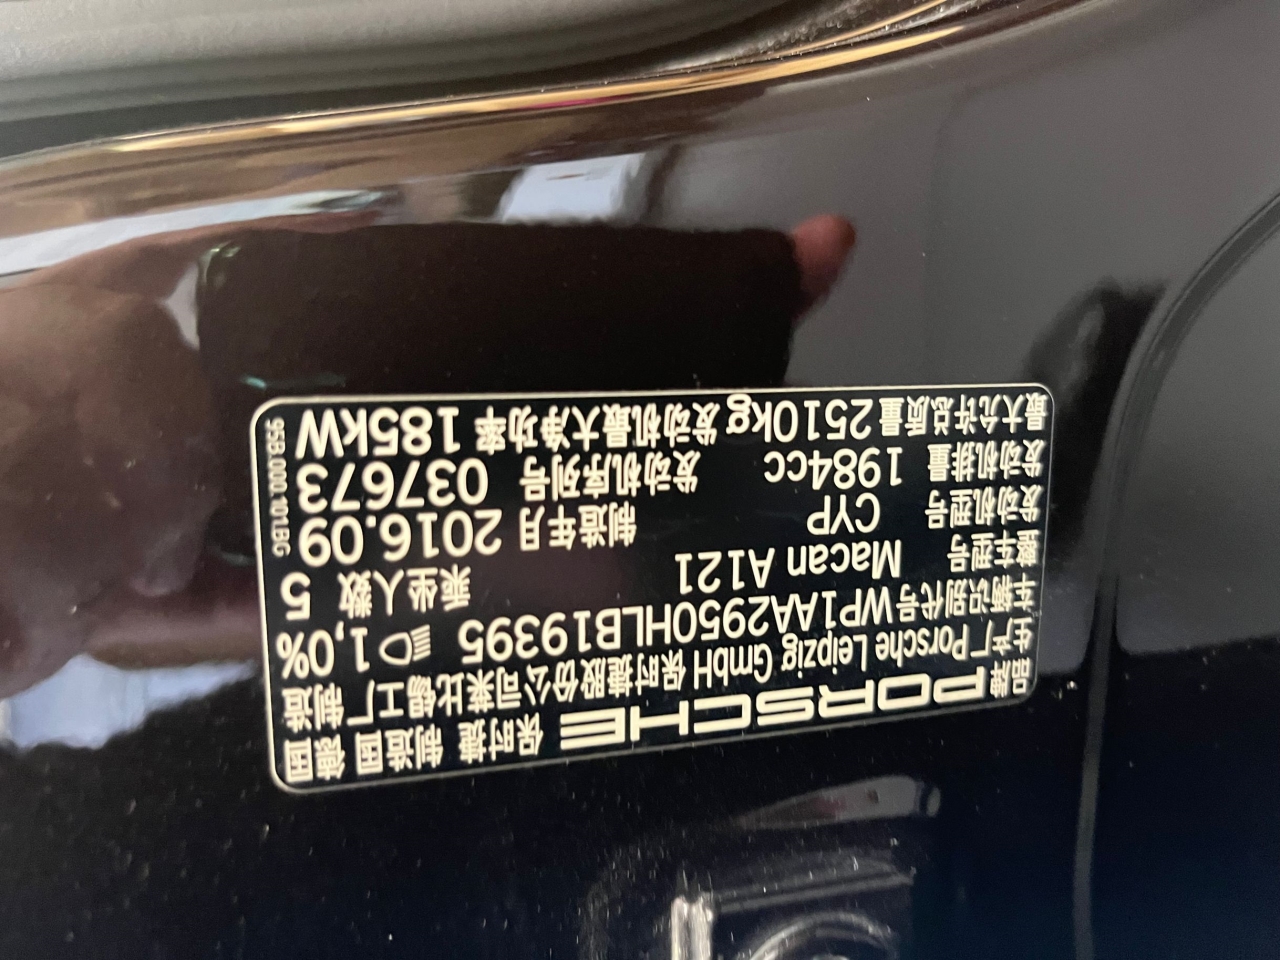 品牌 PORSCHE 保时捷 制造国 德国
生产厂 Porsche Leipzig GmbH 保时捷股份公司莱比锡工厂制造
车辆识别代号 WP1AA2950HLB19395 1,0%
整车型号 Macan A121 乘坐人数 5
发动机型号 CYP 制造年月 2016.09
发动机排量 1984cc 发动机序列号 037673
最大允许总质量 2510kg 发动机最大净功率 185kW
95B.000.101.BG